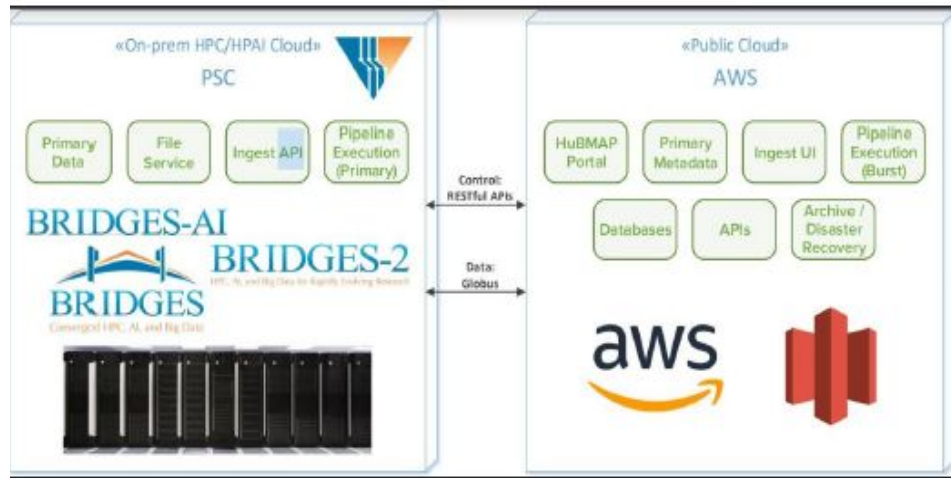 «On-prem HPC/HPAI Cloud»
PSC
Primary
Data
File
Service
Ingest API
Pipeline
Execution
(Primary)
BRIDGES-AI
BRIDGES-2
HPC, AI, and Big Data for Rapidly Evolving Research
BRIDGES
Converged HPC, AI, and Big Data
Control:
RESTful APIs
Data:
Globus
«Public Cloud»
AWS
HuBMAP
Portal
Primary
Metadata
Ingest UI
Pipeline
Execution
(Burst)
Databases
APIs
Archive /
Disaster
Recovery
aws